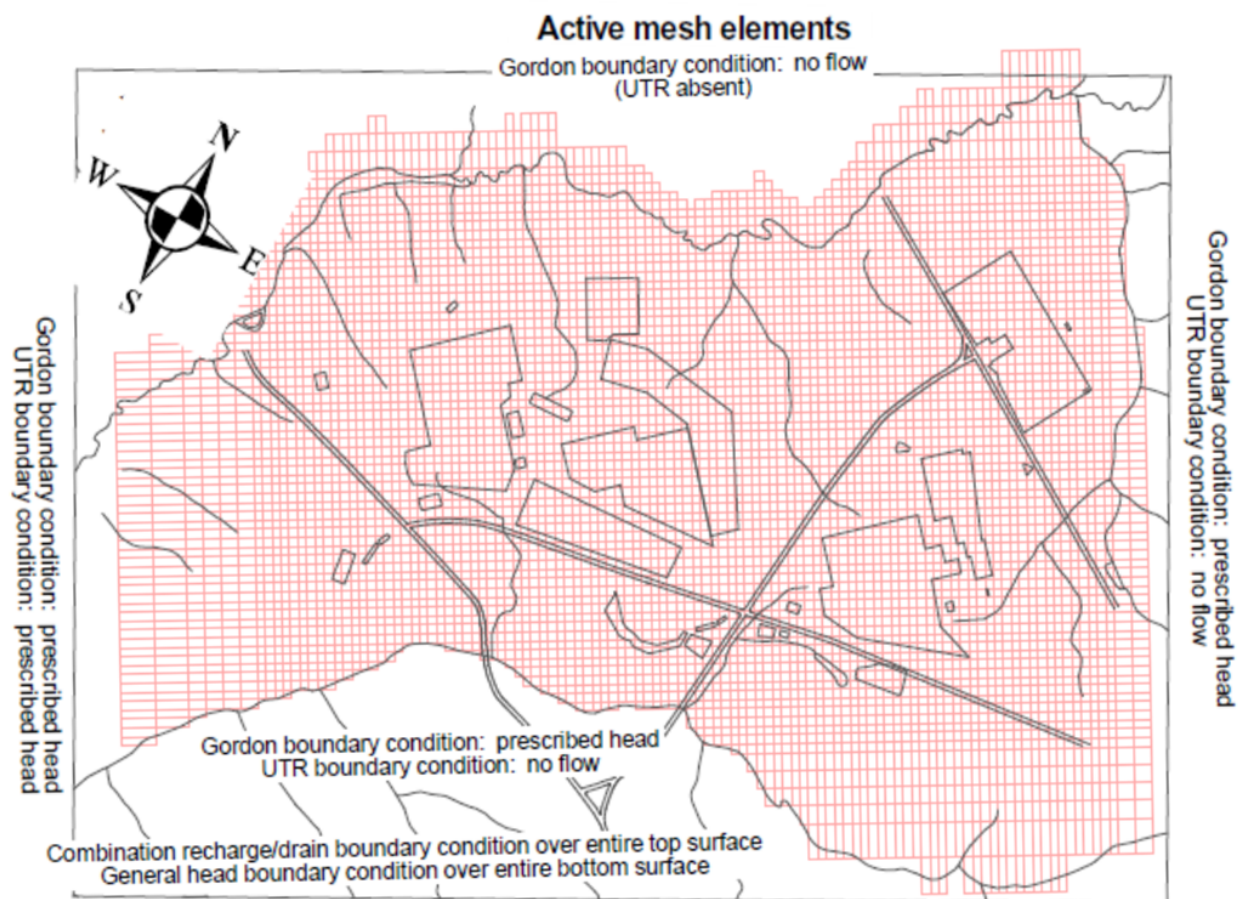 Active mesh elements
Gordon boundary condition: no flow
(UTR absent)
N
W
E
S
Gordon boundary condition: prescribed head
UTR boundary condition: prescribed head
Gordon boundary condition: prescribed head
UTR boundary condition: no flow
Gordon boundary condition: prescribed head
UTR boundary condition: no flow
Combination recharge/drain boundary condition over entire top surface
General head boundary condition over entire bottom surface